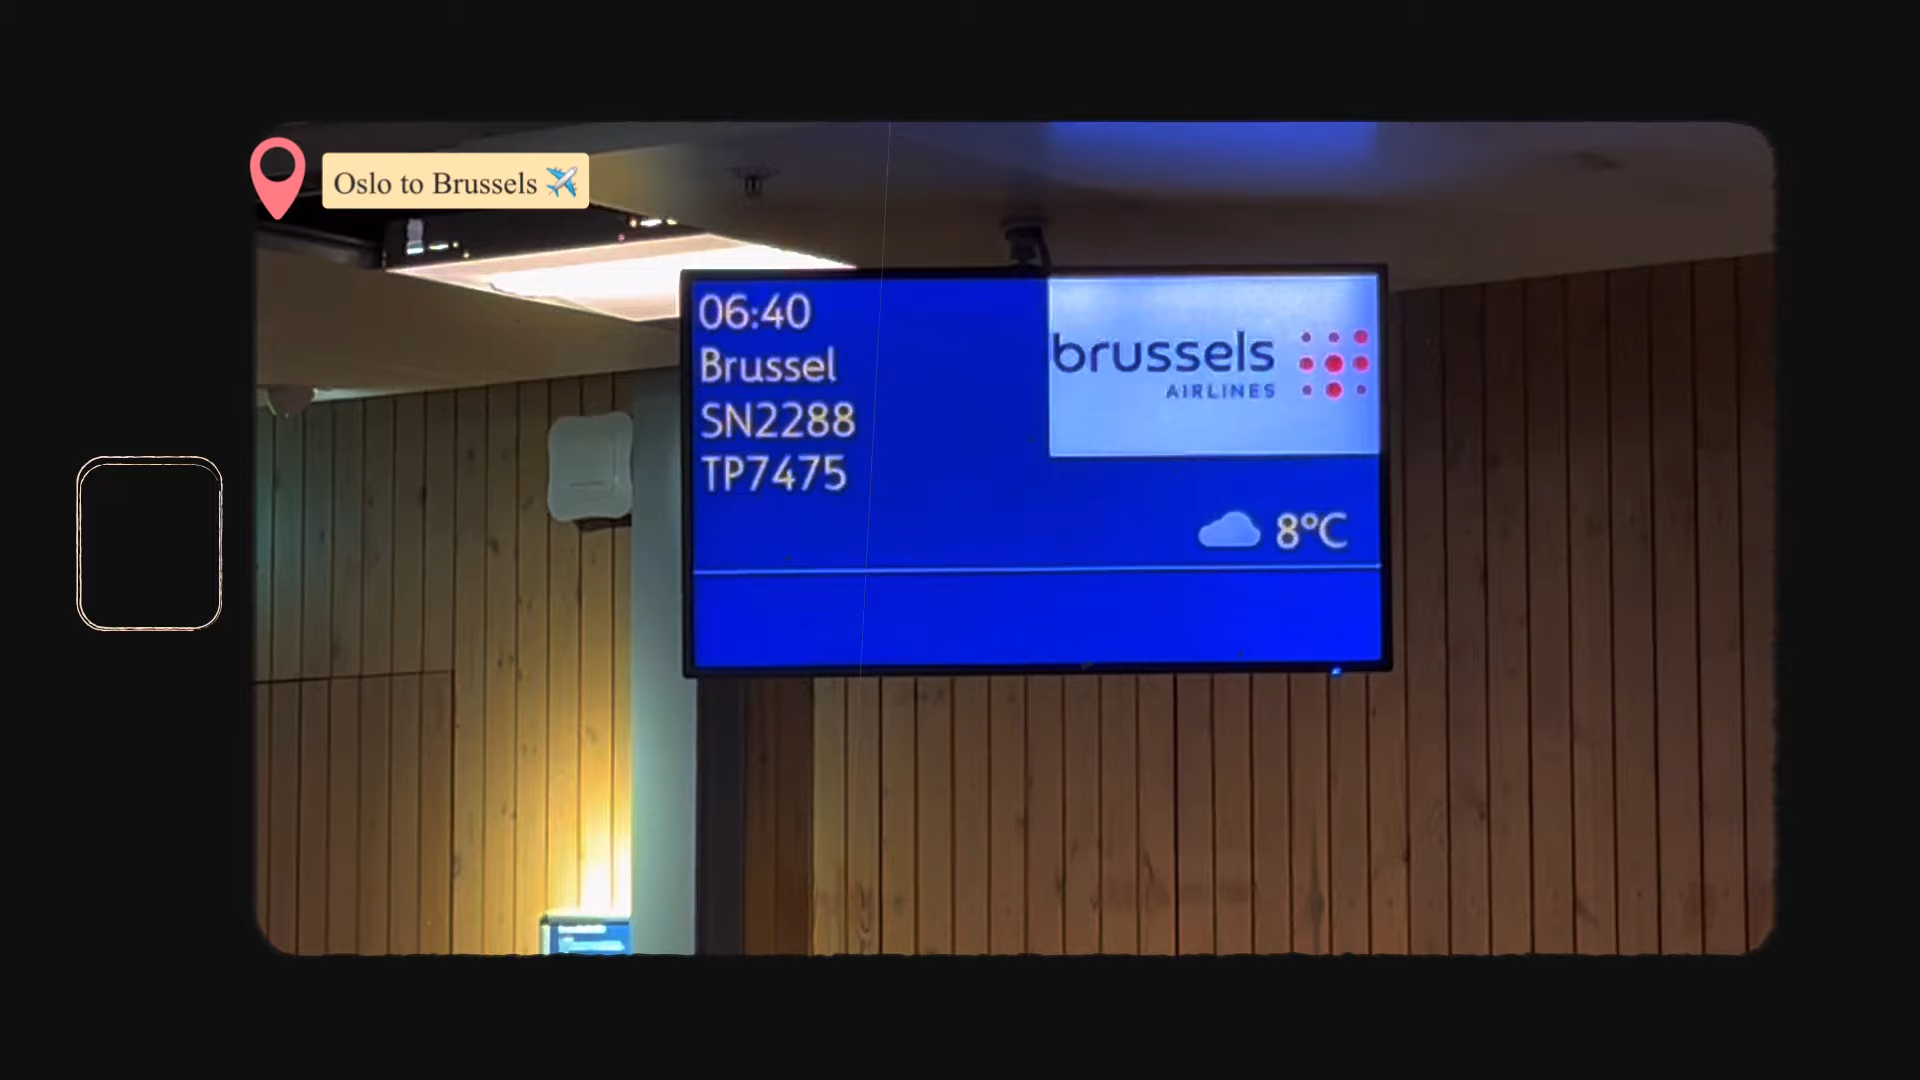 Oslo to Brussels ✈️
06:40
Brussel
SN2288
TP7475
brussels
AIRLINES
8°C